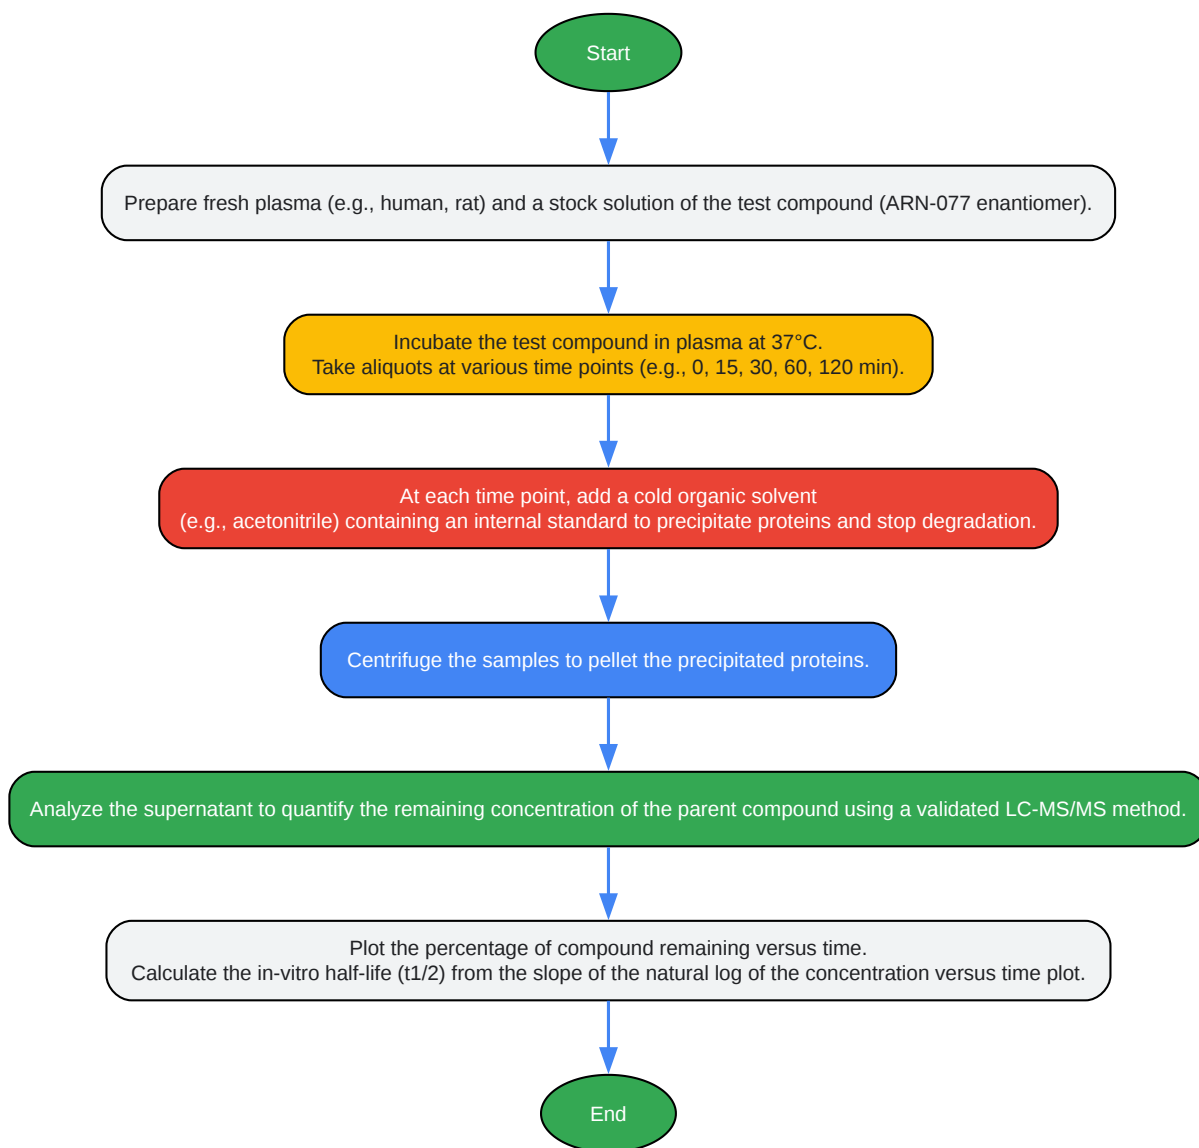 Start
Prepare fresh plasma (e.g., human, rat) and a stock solution of the test compound (ARN-077 enantiomer).
Incubate the test compound in plasma at 37°C.
Take aliquots at various time points (e.g., 0, 15, 30, 60, 120 min).
At each time point, add a cold organic solvent
(e.g., acetonitrile) containing an internal standard to precipitate proteins and stop degradation.
Centrifuge the samples to pellet the precipitated proteins.
Analyze the supernatant to quantify the remaining concentration of the parent compound using a validated LC-MS/MS method.
Plot the percentage of compound remaining versus time.
Calculate the in-vitro half-life (t1/2) from the slope of the natural log of the concentration versus time plot.
End